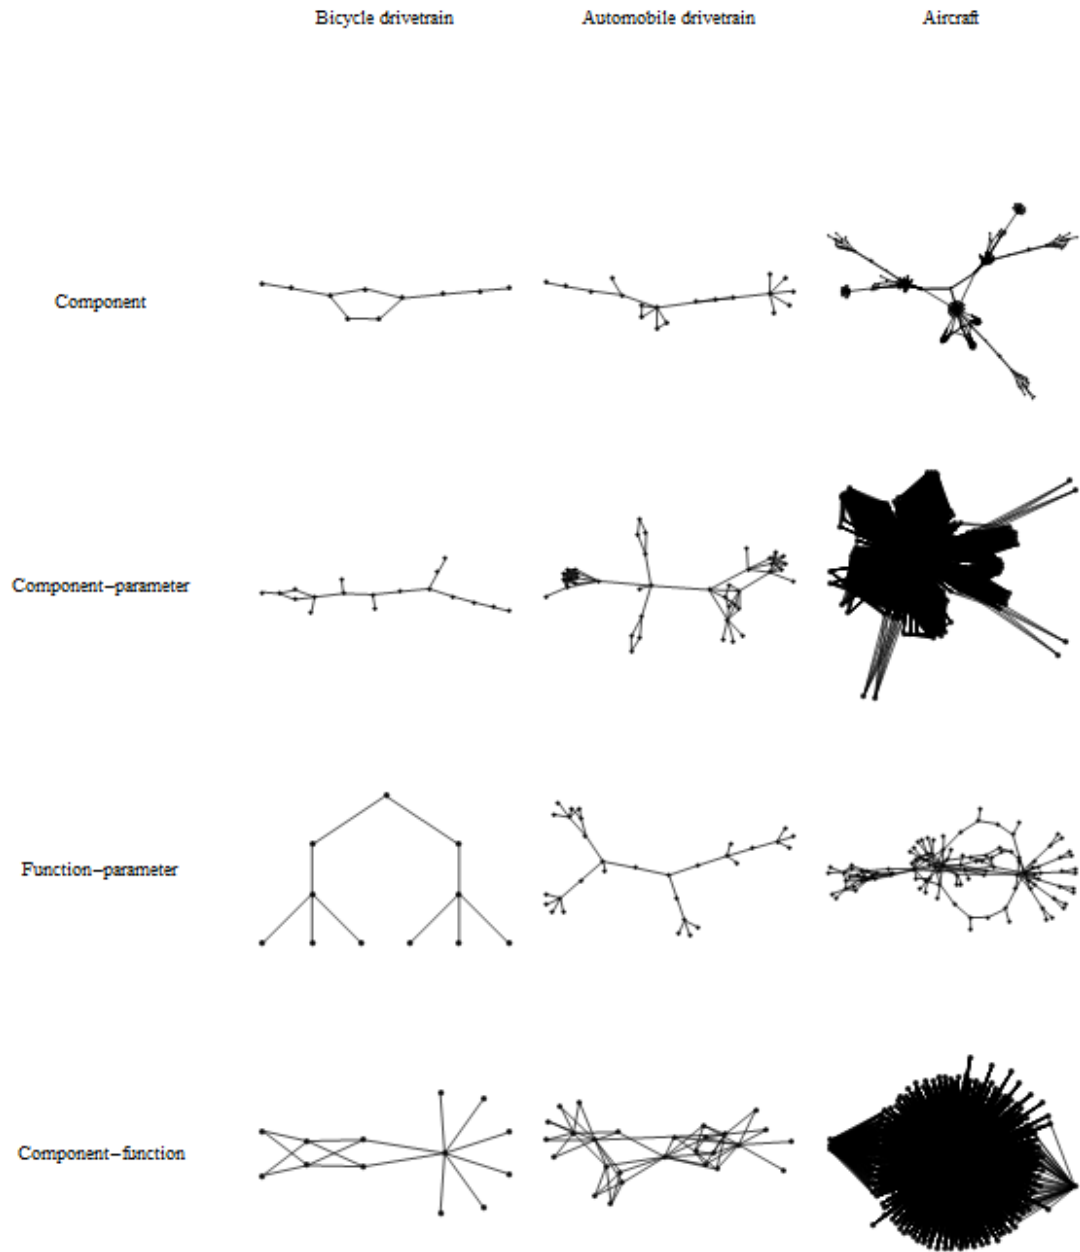 Bicycle drivetrain Automobile drivetrain Aircraft
Component
Component–parameter
Function–parameter
Component–function